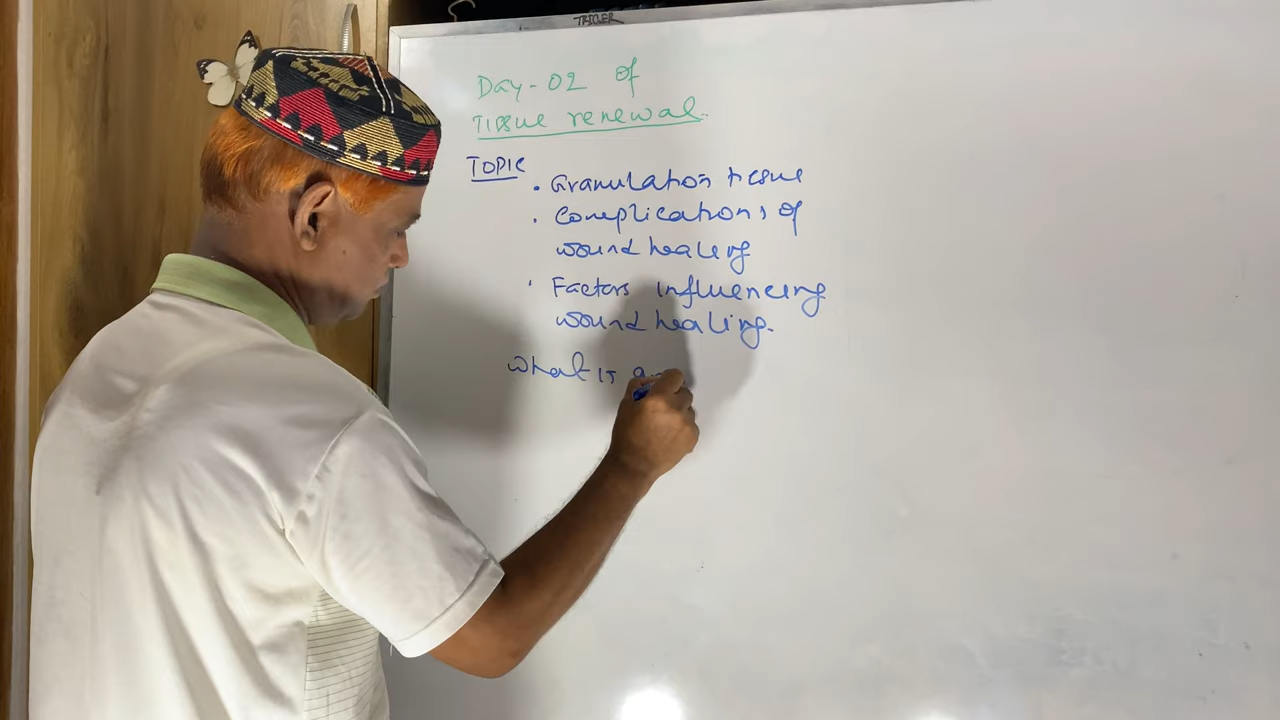 Day-02 of
Tissue renewal.
TOPIC
. Granulation tissue
. Complications of
wound healing
. Factors influencing
wound healing.
What is